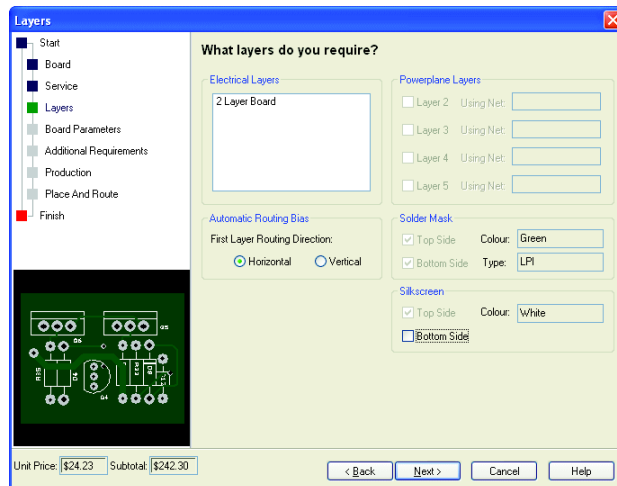 Layers
Start
Board
Service
Layers
Board Parameters
Additional Requirements
Production
Place And Route
Finish
What layers do you require?
Electrical Layers
2 Layer Board
Powerplane Layers
Layer 2 Using Net:
Layer 3 Using Net:
Layer 4 Using Net:
Layer 5 Using Net:
Automatic Routing Bias
First Layer Routing Direction:
Horizontal Vertical
Solder Mask
Top Side Colour: Green
Bottom Side Type: LPI
Silkscreen
Top Side Colour: White
Bottom Side
Unit Price: $24.23 Subtotal: $242.30
< Back Next > Cancel Help